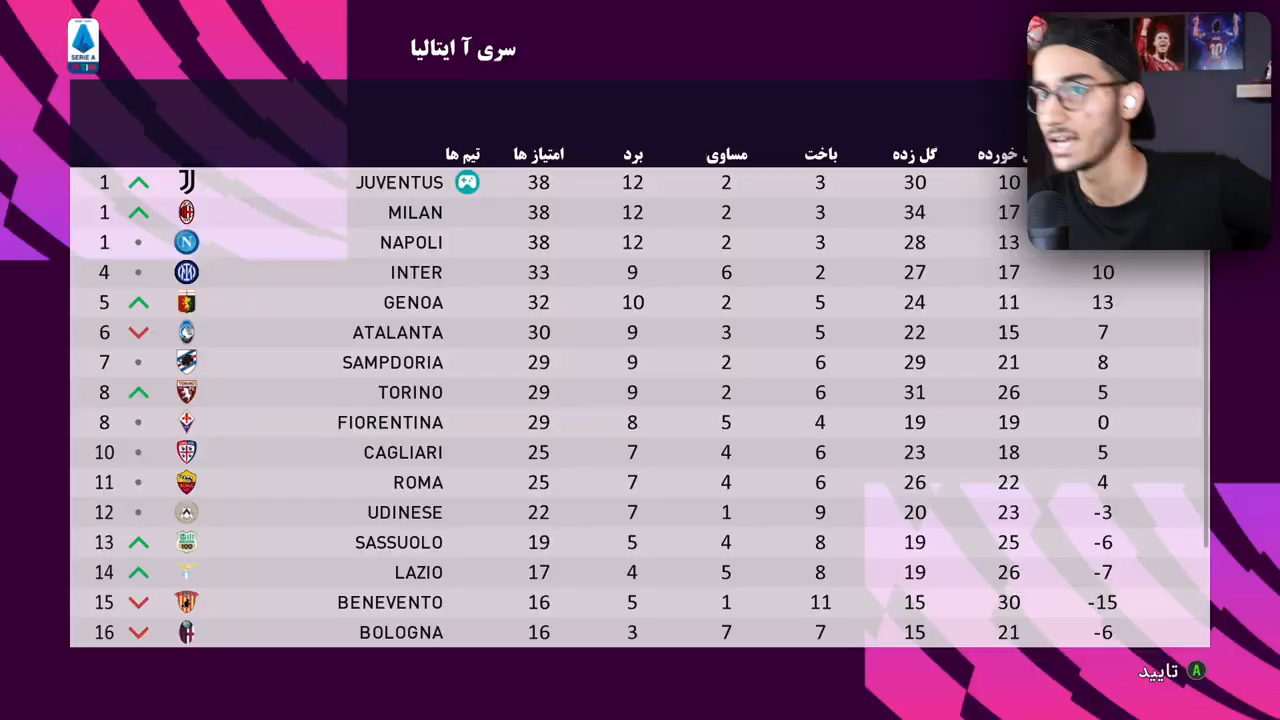 سری آ ایتالیا
SERIE A
تیم ها امتیاز ها برد مساوی باخت گل زده خورده
1 JUVENTUS 38 12 2 3 30 10
1 MILAN 38 12 2 3 34 17
1 N NAPOLI 38 12 2 3 28 13
4 INTER 33 9 6 2 27 17 10
5 GENOA 32 10 2 5 24 11 13
6 ATALANTA 30 9 3 5 22 15 7
7 SAMPDORIA 29 9 2 6 29 21 8
8 TORINO 29 9 2 6 31 26 5
8 FIORENTINA 29 8 5 4 19 19 0
10 CAGLIARI 25 7 4 6 23 18 5
11 ROMA 25 7 4 6 26 22 4
12 UDINESE 22 7 1 9 20 23 -3
13 SASSUOLO 19 5 4 8 19 25 -6
14 LAZIO 17 4 5 8 19 26 -7
15 BENEVENTO 16 5 1 11 15 30 -15
16 BOLOGNA 16 3 7 7 15 21 -6
تایید A
10